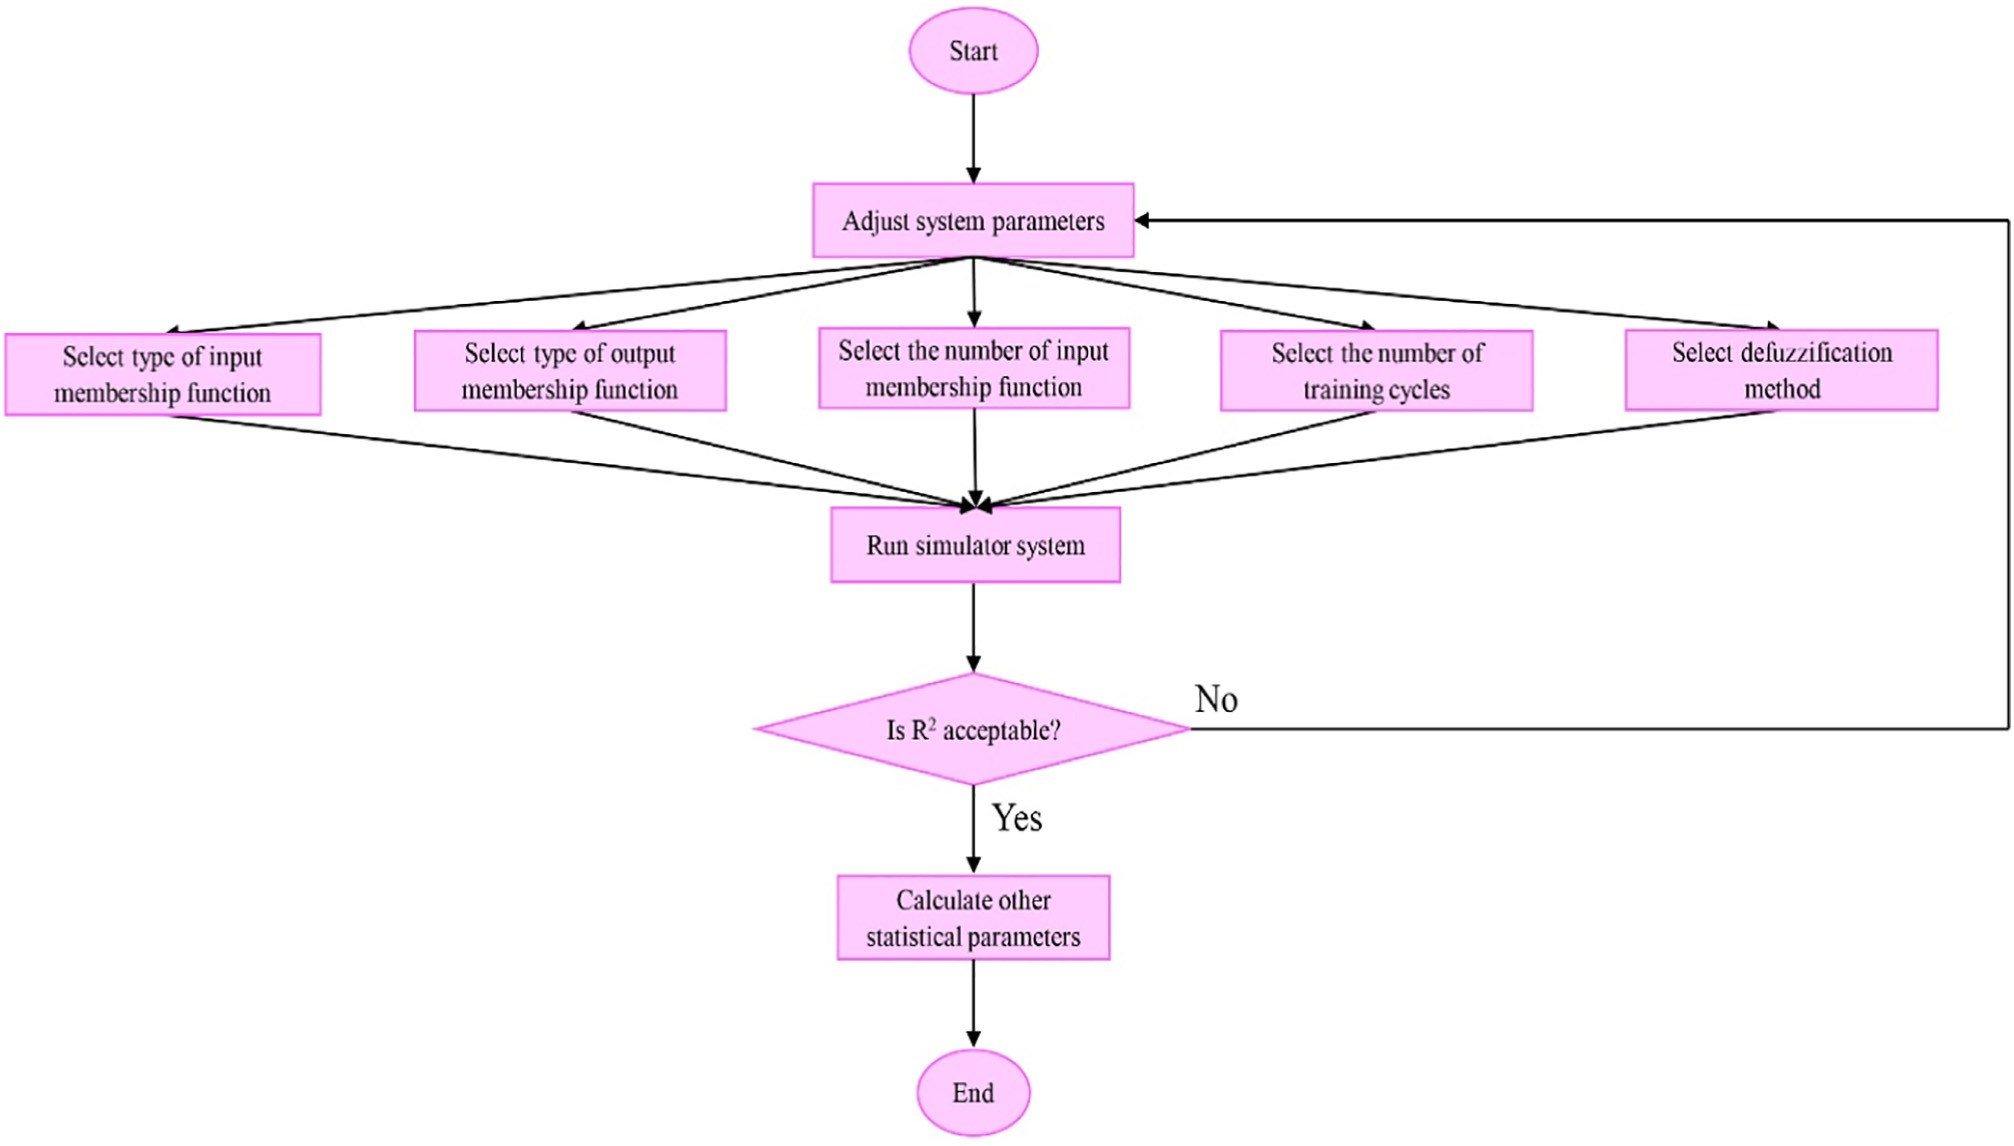 Start
Adjust system parameters
Select type of input
membership function
Select type of output
membership function
Select the number of input
membership function
Select the number of
training cycles
Select defuzzification
method
Run simulator system
Is R² acceptable?
No
Yes
Calculate other
statistical parameters
End